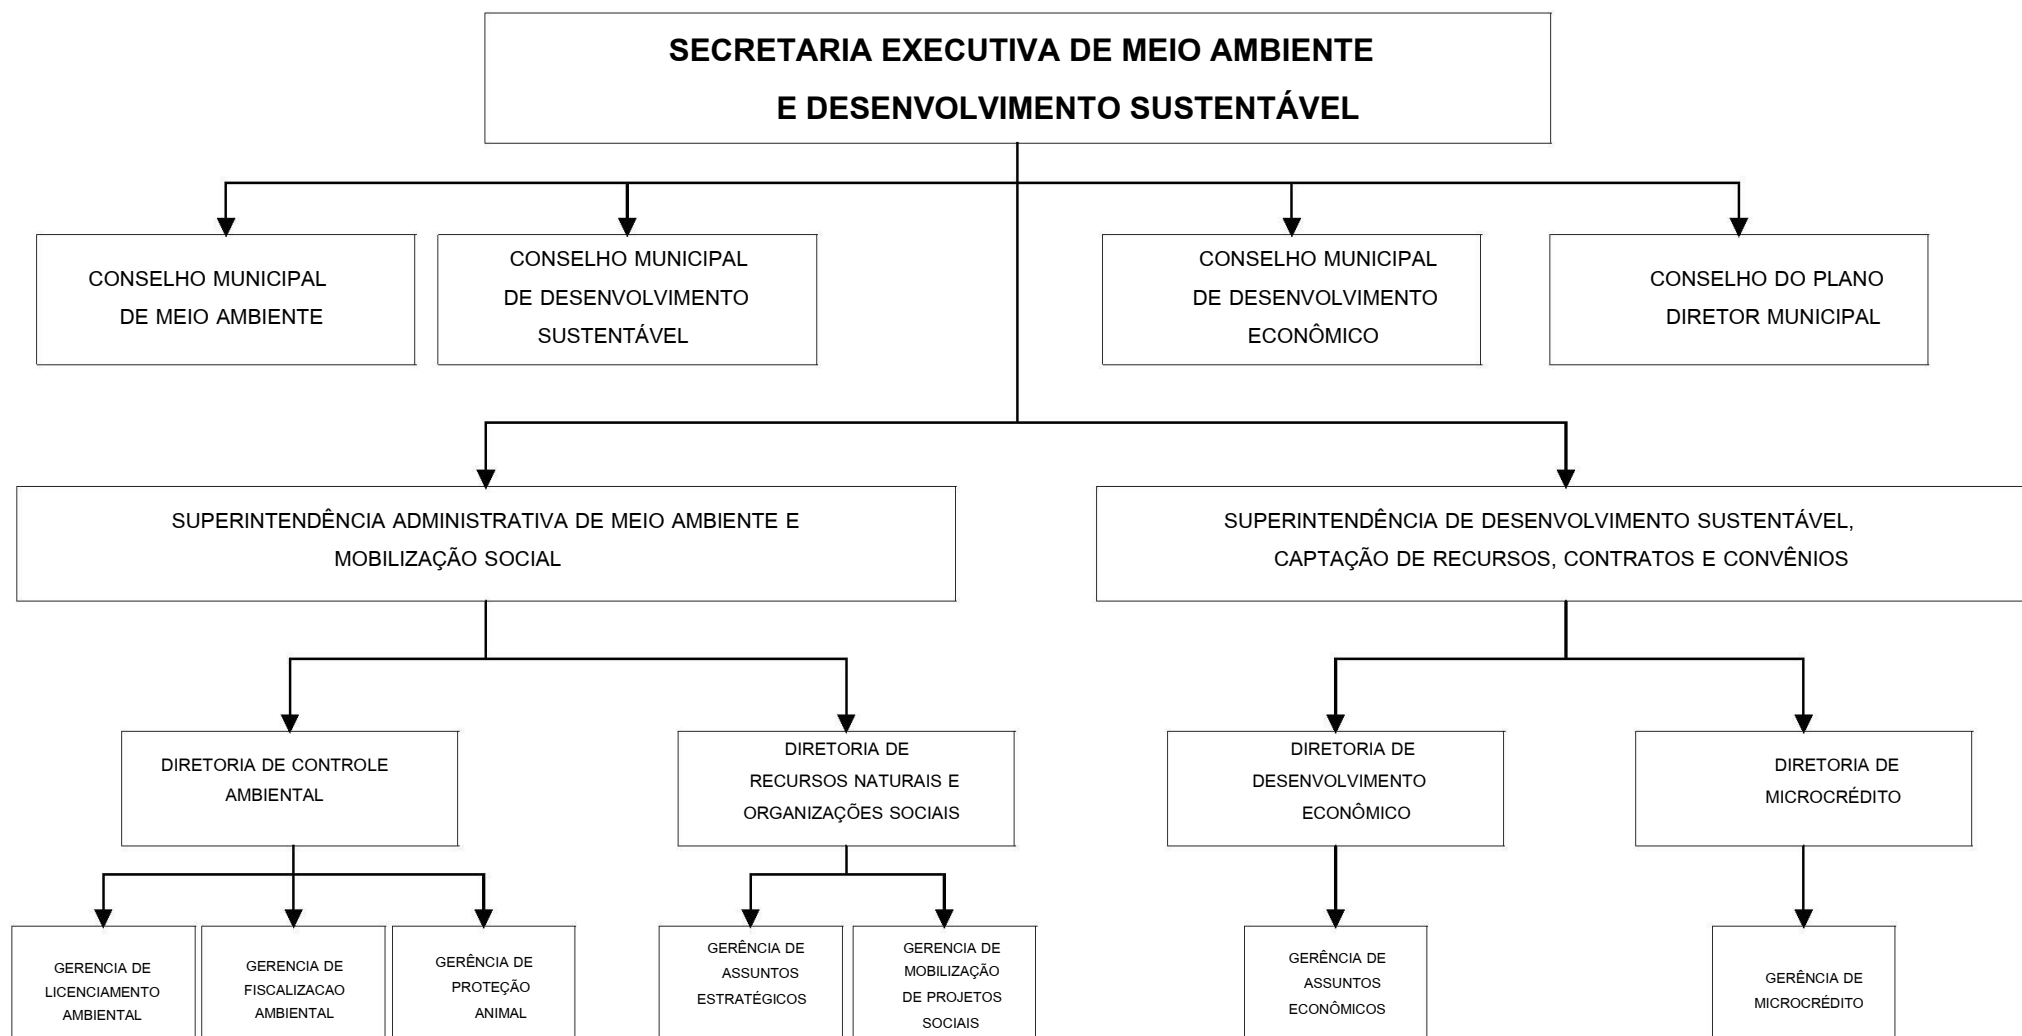 SECRETARIA EXECUTIVA DE MEIO AMBIENTE
E DESENVOLVIMENTO SUSTENTÁVEL
CONSELHO MUNICIPAL
DE MEIO AMBIENTE
CONSELHO MUNICIPAL
DE DESENVOLVIMENTO
SUSTENTÁVEL
CONSELHO MUNICIPAL
DE DESENVOLVIMENTO
ECONÔMICO
CONSELHO DO PLANO
DIRETOR MUNICIPAL
SUPERINTENDÊNCIA ADMINISTRATIVA DE MEIO AMBIENTE E
MOBILIZAÇÃO SOCIAL
SUPERINTENDÊNCIA DE DESENVOLVIMENTO SUSTENTÁVEL,
CAPTAÇÃO DE RECURSOS, CONTRATOS E CONVÊNIOS
DIRETORIA DE CONTROLE
AMBIENTAL
DIRETORIA DE
RECURSOS NATURAIS E
ORGANIZAÇÕES SOCIAIS
DIRETORIA DE
DESENVOLVIMENTO
ECONÔMICO
DIRETORIA DE
MICROCRÉDITO
GERENCIA DE
LICENCIAMENTO
AMBIENTAL
GERENCIA DE
FISCALIZACAO
AMBIENTAL
GERÊNCIA DE
PROTEÇÃO
ANIMAL
GERÊNCIA DE
ASSUNTOS
ESTRATÉGICOS
GERENCIA DE
MOBILIZAÇÃO
DE PROJETOS
SOCIAIS
GERÊNCIA DE
ASSUNTOS
ECONÔMICOS
GERÊNCIA DE
MICROCRÉDITO